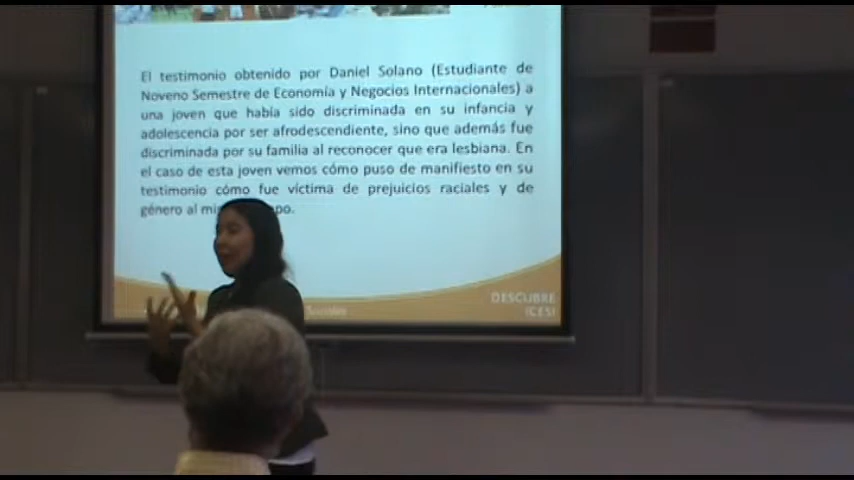 El testimonio obtenido por Daniel Solano (Estudiante de
Noveno Semestre de Economía y Negocios Internacionales) a
una joven que había sido discriminada en su infancia y
adolescencia por ser afrodescendiente, sino que además fue
discriminada por su familia al reconocer que era lesbiana. En
el caso de esta joven vemos cómo puso de manifiesto en su
testimonio cómo fue víctima de prejuicios raciales y de
género al
DESCUBRE
ICESI